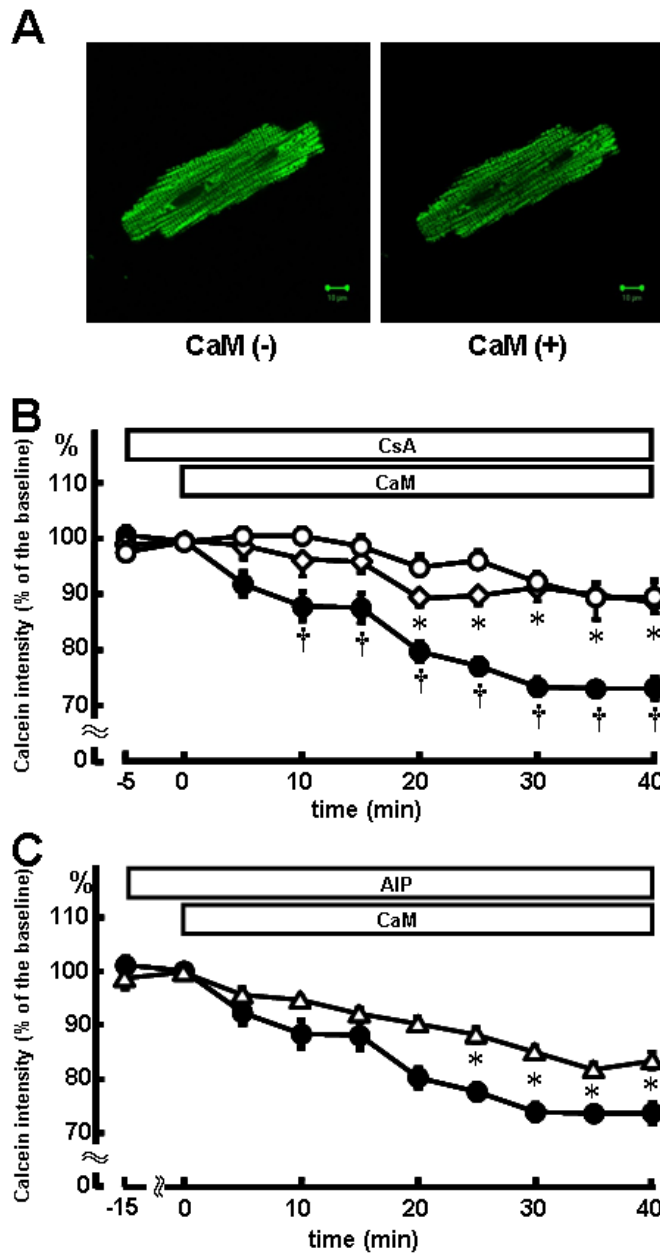 A
10 µm
10 µm
CaM (-)
CaM (+)
B
Calcein intensity (% of the baseline)
%
CsA
CaM
110
100
90
80
70
0
* * * * *
† † † † † † †
-5 0 10 20 30 40
time (min)
C
Calcein intensity (% of the baseline)
%
AIP
CaM
110
100
90
80
70
0
* * * *
-15 0 10 20 30 40
time (min)